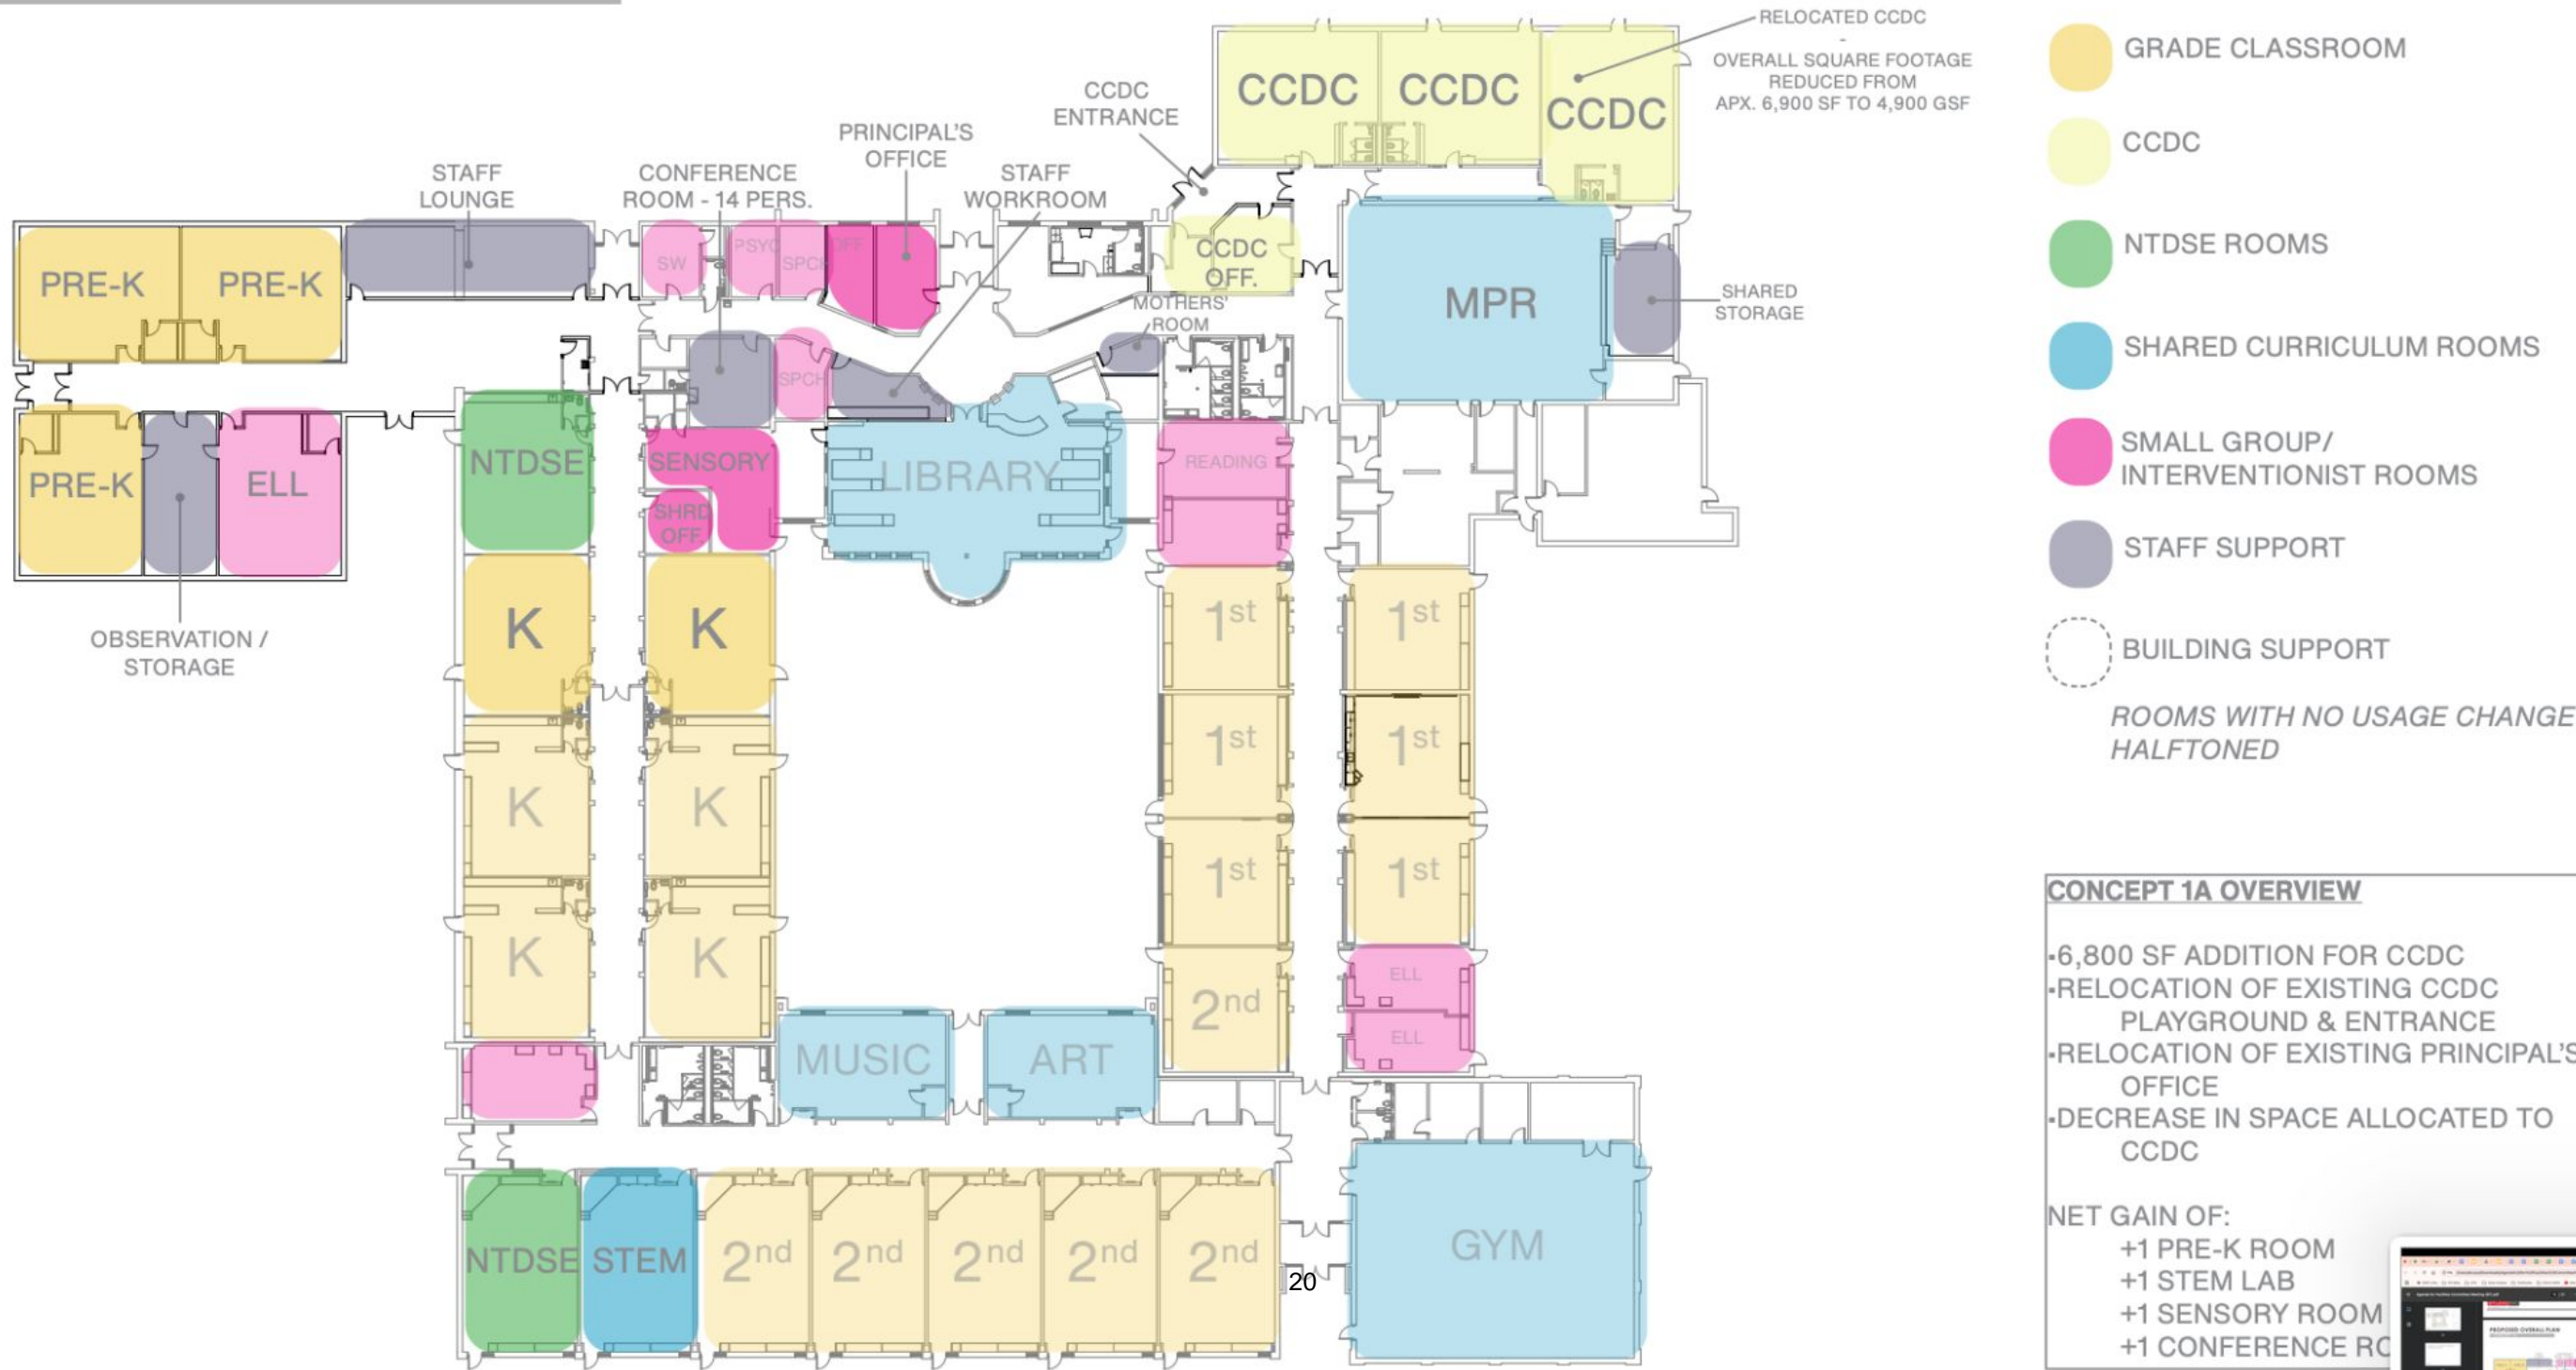 RELOCATED CCDC
-
OVERALL SQUARE FOOTAGE
REDUCED FROM
APX. 6,900 SF TO 4,900 GSF
CCDC
ENTRANCE
CCDC
CCDC
CCDC
PRINCIPAL'S
OFFICE
STAFF
LOUNGE
CONFERENCE
ROOM - 14 PERS.
STAFF
WORKROOM
PRE-K
PRE-K
SW
PSYC
SPCH
OFF
CCDC
OFF.
MOTHERS'
ROOM
MPR
SHARED
STORAGE
SPCH
PRE-K
ELL
NTDSE
SENSORY
SHRD
OFF.
LIBRARY
READING
OBSERVATION /
STORAGE
K
K
1st
1st
K
K
1st
1st
K
K
1st
1st
2nd
ELL
ELL
MUSIC
ART
NTDSE
STEM
2nd
2nd
2nd
2nd
2nd
GYM
20
GRADE CLASSROOM
CCDC
NTDSE ROOMS
SHARED CURRICULUM ROOMS
SMALL GROUP/
INTERVENTIONIST ROOMS
STAFF SUPPORT
BUILDING SUPPORT
ROOMS WITH NO USAGE CHANGE
HALFTONED
CONCEPT 1A OVERVIEW
▪6,800 SF ADDITION FOR CCDC
▪RELOCATION OF EXISTING CCDC
PLAYGROUND & ENTRANCE
▪RELOCATION OF EXISTING PRINCIPAL'S
OFFICE
▪DECREASE IN SPACE ALLOCATED TO
CCDC
NET GAIN OF:
+1 PRE-K ROOM
+1 STEM LAB
+1 SENSORY ROOM
+1 CONFERENCE RO
PROPOSED OVERALL PLAN